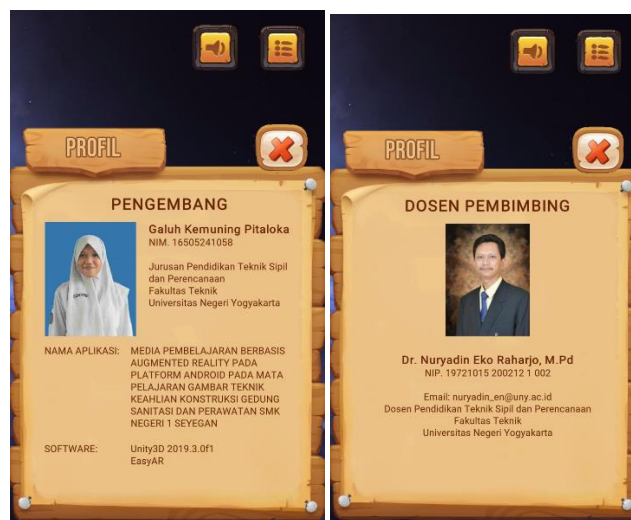 PROFIL
PENGEMBANG
Galuh Kemuning Pitaloka
NIM. 16505241058
Jurusan Pendidikan Teknik Sipil
dan Perencanaan
Fakultas Teknik
Universitas Negeri Yogyakarta
NAMA APLIKASI: MEDIA PEMBELAJARAN BERBASIS
AUGMENTED REALITY PADA
PLATFORM ANDROID PADA MATA
PELAJARAN GAMBAR TEKNIK
KEAHLIAN KONSTRUKSI GEDUNG
SANITASI DAN PERAWATAN SMK
NEGERI 1 SEYEGAN
SOFTWARE: Unity3D 2019.3.0f1
EasyAR
PROFIL
DOSEN PEMBIMBING
Dr. Nuryadin Eko Raharjo, M.Pd
NIP. 19721015 200212 1 002
Email: nuryadin_en@uny.ac.id
Dosen Pendidikan Teknik Sipil dan Perencanaan
Fakultas Teknik
Universitas Negeri Yogyakarta